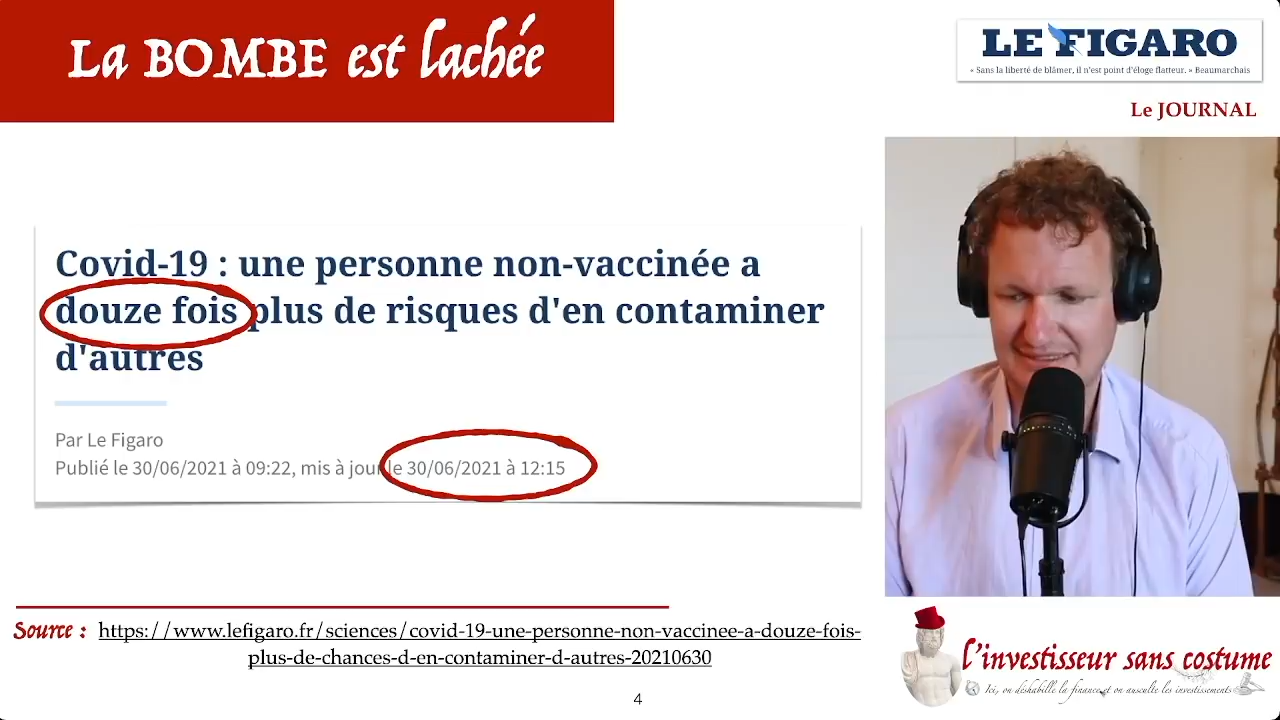 La BOMBE est lachée
LE FIGARO
« Sans la liberté de blâmer, il n'est point d'éloge flatteur. » Beaumarchais
Le JOURNAL
Covid-19 : une personne non-vaccinée a
douze fois plus de risques d'en contaminer
d'autres
Par Le Figaro
Publié le 30/06/2021 à 09:22, mis à jour le 30/06/2021 à 12:15
Source : https://www.lefigaro.fr/sciences/covid-19-une-personne-non-vaccinee-a-douze-fois-
plus-de-chances-d-en-contaminer-d-autres-20210630
l'investisseur sans costume
Ici, on déshabille la finance et on ausculte les investissements
4